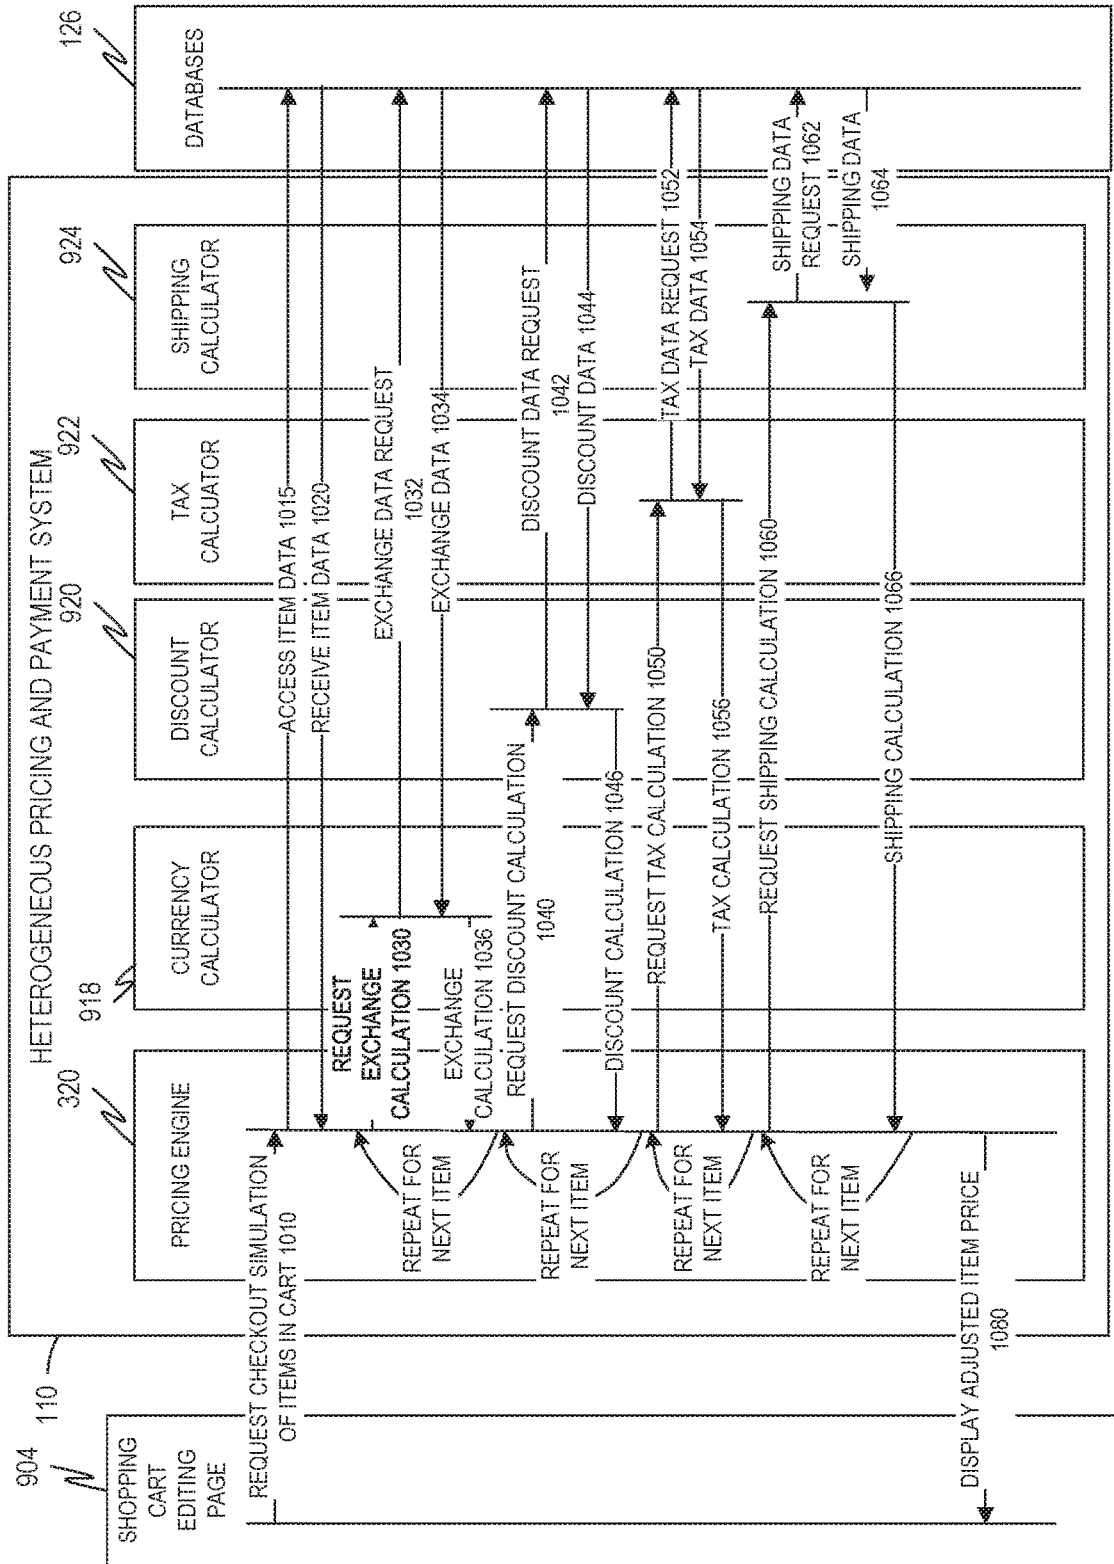 904
SHOPPING
CART
EDITING
PAGE
110
HETEROGENEOUS PRICING AND PAYMENT SYSTEM
320
PRICING ENGINE
918
CURRENCY
CALCULATOR
920
DISCOUNT
CALCULATOR
922
TAX
CALCUATOR
924
SHIPPING
CALCULATOR
126
DATABASES
REQUEST CHECKOUT SIMULATION
OF ITEMS IN CART 1010
ACCESS ITEM DATA 1015
RECEIVE ITEM DATA 1020
REQUEST
EXCHANGE
CALCULATION 1030
EXCHANGE DATA REQUEST
1032
EXCHANGE DATA 1034
EXCHANGE
CALCULATION 1036
REPEAT FOR
NEXT ITEM
REQUEST DISCOUNT CALCULATION
1040
DISCOUNT DATA REQUEST
1042
DISCOUNT DATA 1044
DISCOUNT CALCULATION 1046
REPEAT FOR
NEXT ITEM
REQUEST TAX CALCULATION 1050
TAX DATA REQUEST 1052
TAX DATA 1054
TAX CALCULATION 1056
REPEAT FOR
NEXT ITEM
REQUEST SHIPPING CALCULATION 1060
SHIPPING DATA
REQUEST 1062
SHIPPING DATA
1064
SHIPPING CALCULATION 1066
REPEAT FOR
NEXT ITEM
DISPLAY ADJUSTED ITEM PRICE
1080